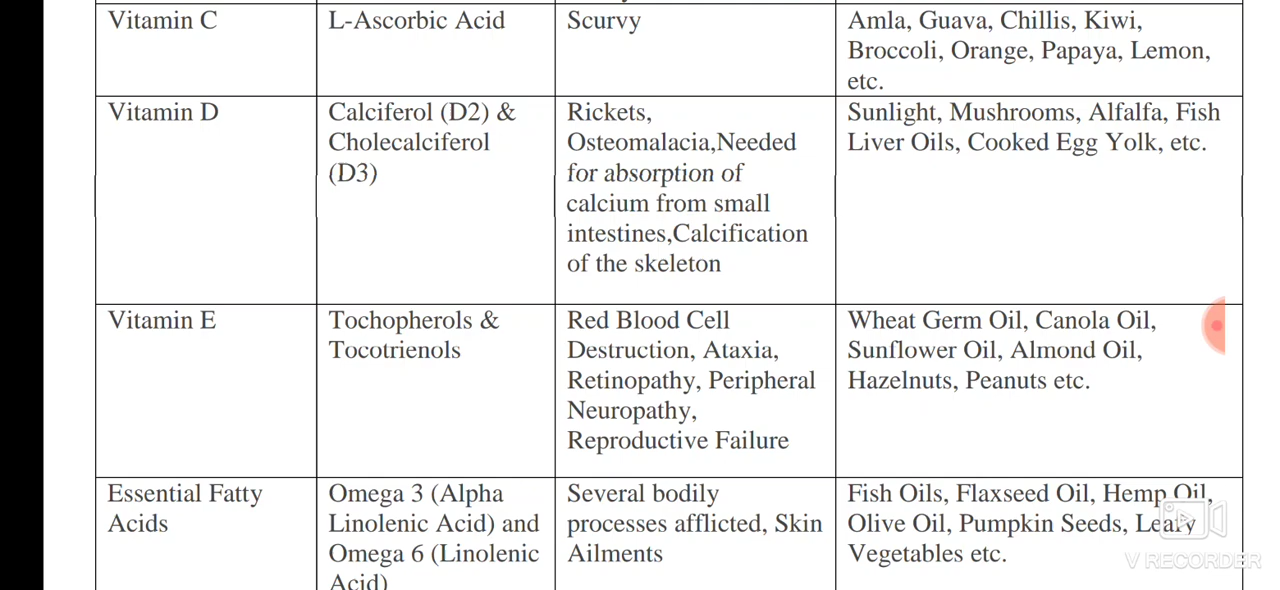 Vitamin C
L-Ascorbic Acid
Scurvy
Amla, Guava, Chillis, Kiwi,
Broccoli, Orange, Papaya, Lemon,
etc.
Vitamin D
Calciferol (D2) &
Cholecalciferol
(D3)
Rickets,
Osteomalacia,Needed
for absorption of
calcium from small
intestines,Calcification
of the skeleton
Sunlight, Mushrooms, Alfalfa, Fish
Liver Oils, Cooked Egg Yolk, etc.
Vitamin E
Tochopherols &
Tocotrienols
Red Blood Cell
Destruction, Ataxia,
Retinopathy, Peripheral
Neuropathy,
Reproductive Failure
Wheat Germ Oil, Canola Oil,
Sunflower Oil, Almond Oil,
Hazelnuts, Peanuts etc.
Essential Fatty
Acids
Omega 3 (Alpha
Linolenic Acid) and
Omega 6 (Linolenic
Acid)
Several bodily
processes afflicted, Skin
Ailments
Fish Oils, Flaxseed Oil, Hemp Oil,
Olive Oil, Pumpkin Seeds, Leafy
Vegetables etc.
V RECORDER